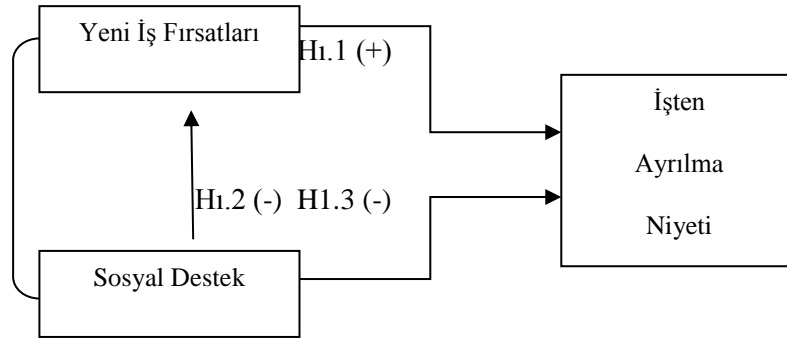 Yeni İş Fırsatları
Hı.1 (+)
İşten
Ayrılma
Niyeti
Hı.2 (-) H1.3 (-)
Sosyal Destek